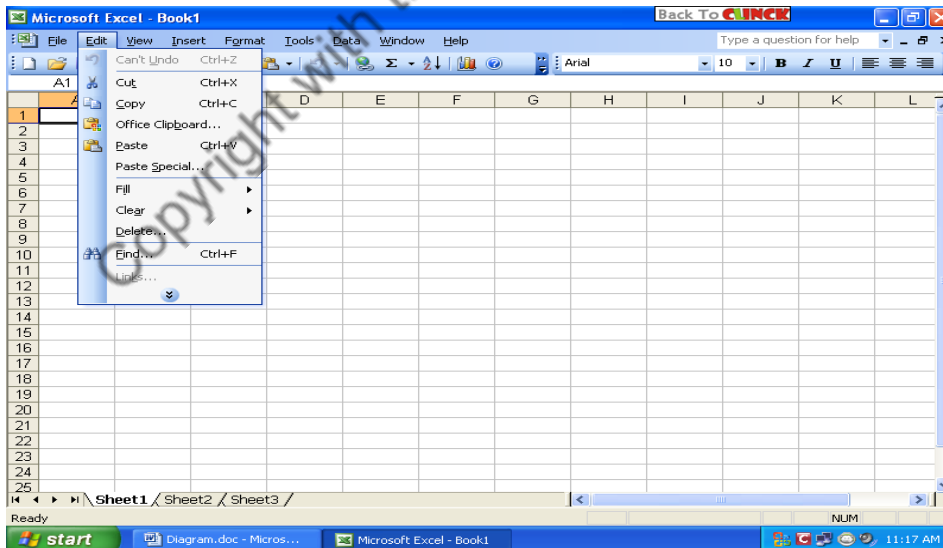 Microsoft Excel - Book1
Back To CLINCK
File Edit View Insert Format Tools Data Window Help
Type a question for help
Arial 10 B I U
A1
Can't Undo Ctrl+Z
Cut Ctrl+X
Copy Ctrl+C
Office Clipboard...
Paste Ctrl+V
Paste Special...
Fill
Clear
Delete...
Find... Ctrl+F
Links...
A D E F G H I J K L
1
2
3
4
5
6
7
8
9
10
11
12
13
14
15
16
17
18
19
20
21
22
23
24
25
Sheet1 Sheet2 Sheet3
Ready NUM
start Diagram.doc - Micros... Microsoft Excel - Book1 11:17 AM
Copyright with